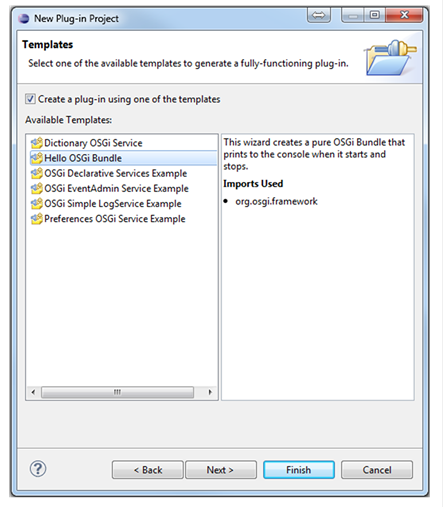 New Plug-in Project
Templates
Select one of the available templates to generate a fully-functioning plug-in.
Create a plug-in using one of the templates
Available Templates:
Dictionary OSGi Service
Hello OSGi Bundle
OSGi Declarative Services Example
OSGi EventAdmin Service Example
OSGi Simple LogService Example
Preferences OSGi Service Example
This wizard creates a pure OSGi Bundle that
prints to the console when it starts and
stops.
Imports Used
• org.osgi.framework
? < Back Next > Finish Cancel